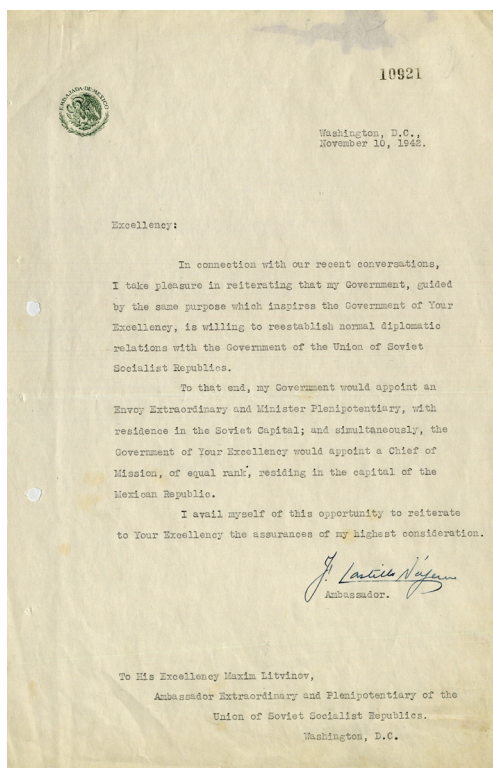 10921
EMBAJADA DE MEXICO
Washington, D.C.,
November 10, 1942.
Excellency:
In connection with our recent conversations,
I take pleasure in reiterating that my Government, guided
by the same purpose which inspires the Government of Your
Excellency, is willing to reestablish normal diplomatic
relations with the Government of the Union of Soviet
Socialist Republics.
To that end, my Government would appoint an
Envoy Extraordinary and Minister Plenipotentiary, with
residence in the Soviet Capital; and simultaneously, the
Government of Your Excellency would appoint a Chief of
Mission, of equal rank, residing in the capital of the
Mexican Republic.
I avail myself of this opportunity to reiterate
to Your Excellency the assurances of my highest consideration.
F. Castillo Nájera
Ambassador.
To His Excellency Maxim Litvinov,
Ambassador Extraordinary and Plenipotentiary of the
Union of Soviet Socialist Republics.
Washington, D.C.